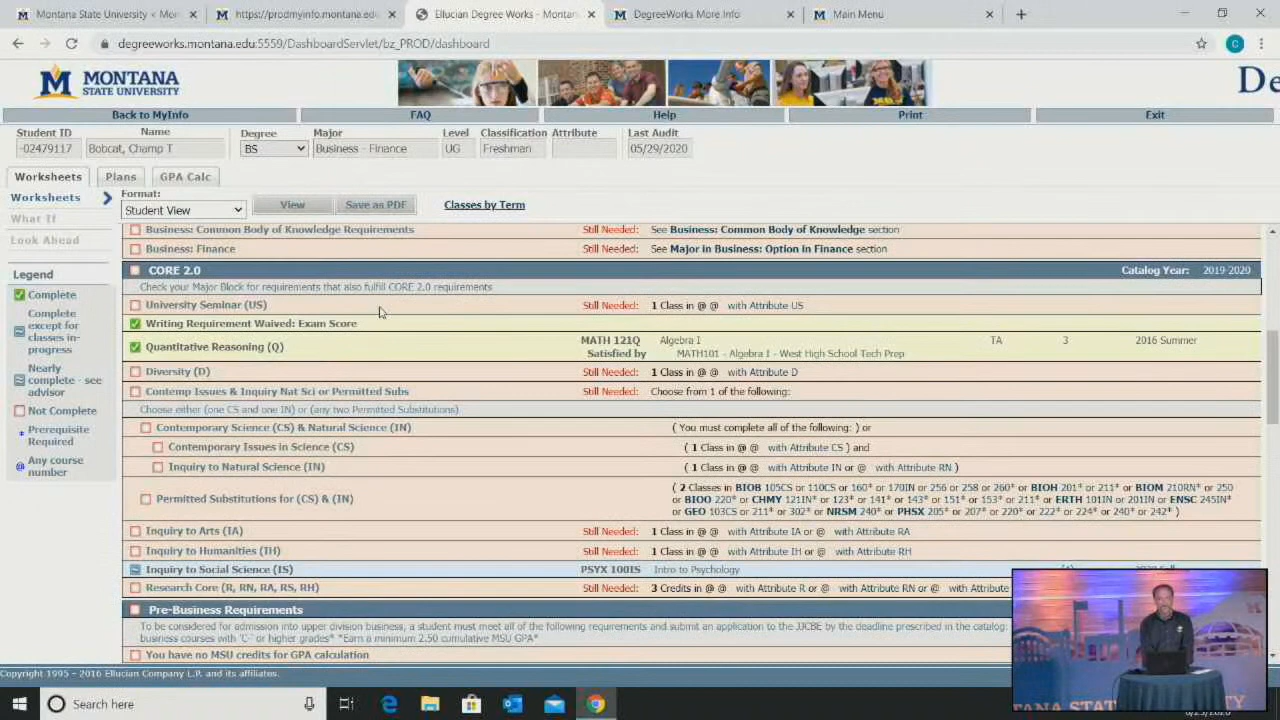 Montana State University < Mon
https://prodmyinfo.montana.ed
Ellucian Degree Works - Montan
DegreeWorks More Info
Main Menu
degreeworks.montana.edu:5559/DashboardServlet/bz_PROD/dashboard
C
M MONTANA
STATE UNIVERSITY
De
Back to MyInfo FAQ Help Print Exit
Student ID Name Degree Major Level Classification Attribute Last Audit
-02479117 Bobcat, Champ T BS Business - Finance UG Freshman 05/29/2020
Worksheets Plans GPA Calc
Worksheets
What If
Look Ahead
Format:
Student View View Save as PDF Classes by Term
Legend
Complete
Complete
except for
classes in-
progress
Nearly
complete - see
advisor
Not Complete
* Prerequisite
Required
@ Any course
number
Business: Common Body of Knowledge Requirements Still Needed: See Business: Common Body of Knowledge section
Business: Finance Still Needed: See Major in Business: Option in Finance section
CORE 2.0 Catalog Year: 2019-2020
Check your Major Block for requirements that also fulfill CORE 2.0 requirements
University Seminar (US) Still Needed: 1 Class in @ @ with Attribute US
Writing Requirement Waived: Exam Score
Quantitative Reasoning (Q) MATH 121Q Algebra I TA 3 2016 Summer
Satisfied by MATH101 - Algebra I - West High School Tech Prep
Diversity (D) Still Needed: 1 Class in @ @ with Attribute D
Contemp Issues & Inquiry Nat Sci or Permitted Subs Still Needed: Choose from 1 of the following:
Choose either (one CS and one IN) or (any two Permitted Substitutions)
Contemporary Science (CS) & Natural Science (IN) ( You must complete all of the following: ) or
Contemporary Issues in Science (CS) ( 1 Class in @ @ with Attribute CS ) and
Inquiry to Natural Science (IN) ( 1 Class in @ @ with Attribute IN or @ with Attribute RN )
Permitted Substitutions for (CS) & (IN) ( 2 Classes in BIOB 105CS or 110CS or 160* or 170IN or 256 or 258 or 260* or BIOH 201* or 211* or BIOM 210RN* or 250
or BIOO 220* or CHMY 121IN* or 123* or 141* or 143* or 151* or 153* or 211* or ERTH 101IN or 201IN or ENSC 245IN*
or GEO 103CS or 211* or 302* or NRSM 240* or PHSX 205* or 207* or 220* or 222* or 224* or 240* or 242* )
Inquiry to Arts (IA) Still Needed: 1 Class in @ @ with Attribute IA or @ with Attribute RA
Inquiry to Humanities (IH) Still Needed: 1 Class in @ @ with Attribute IH or @ with Attribute RH
Inquiry to Social Science (IS) PSYX 100IS Intro to Psychology
Research Core (R, RN, RA, RS, RH) Still Needed: 3 Credits in @ @ with Attribute R or @ with Attribute RN or @ with Attribute
Pre-Business Requirements
To be considered for admission into upper division business, a student must meet all of the following requirements and submit an application to the JJCBE by the deadline prescribed in the catalog:
business courses with 'C-' or higher grades* *Earn a minimum 2.50 cumulative MSU GPA*
You have no MSU credits for GPA calculation
Copyright 1995 - 2016 Ellucian Company L.P. and its affiliates.
Search here